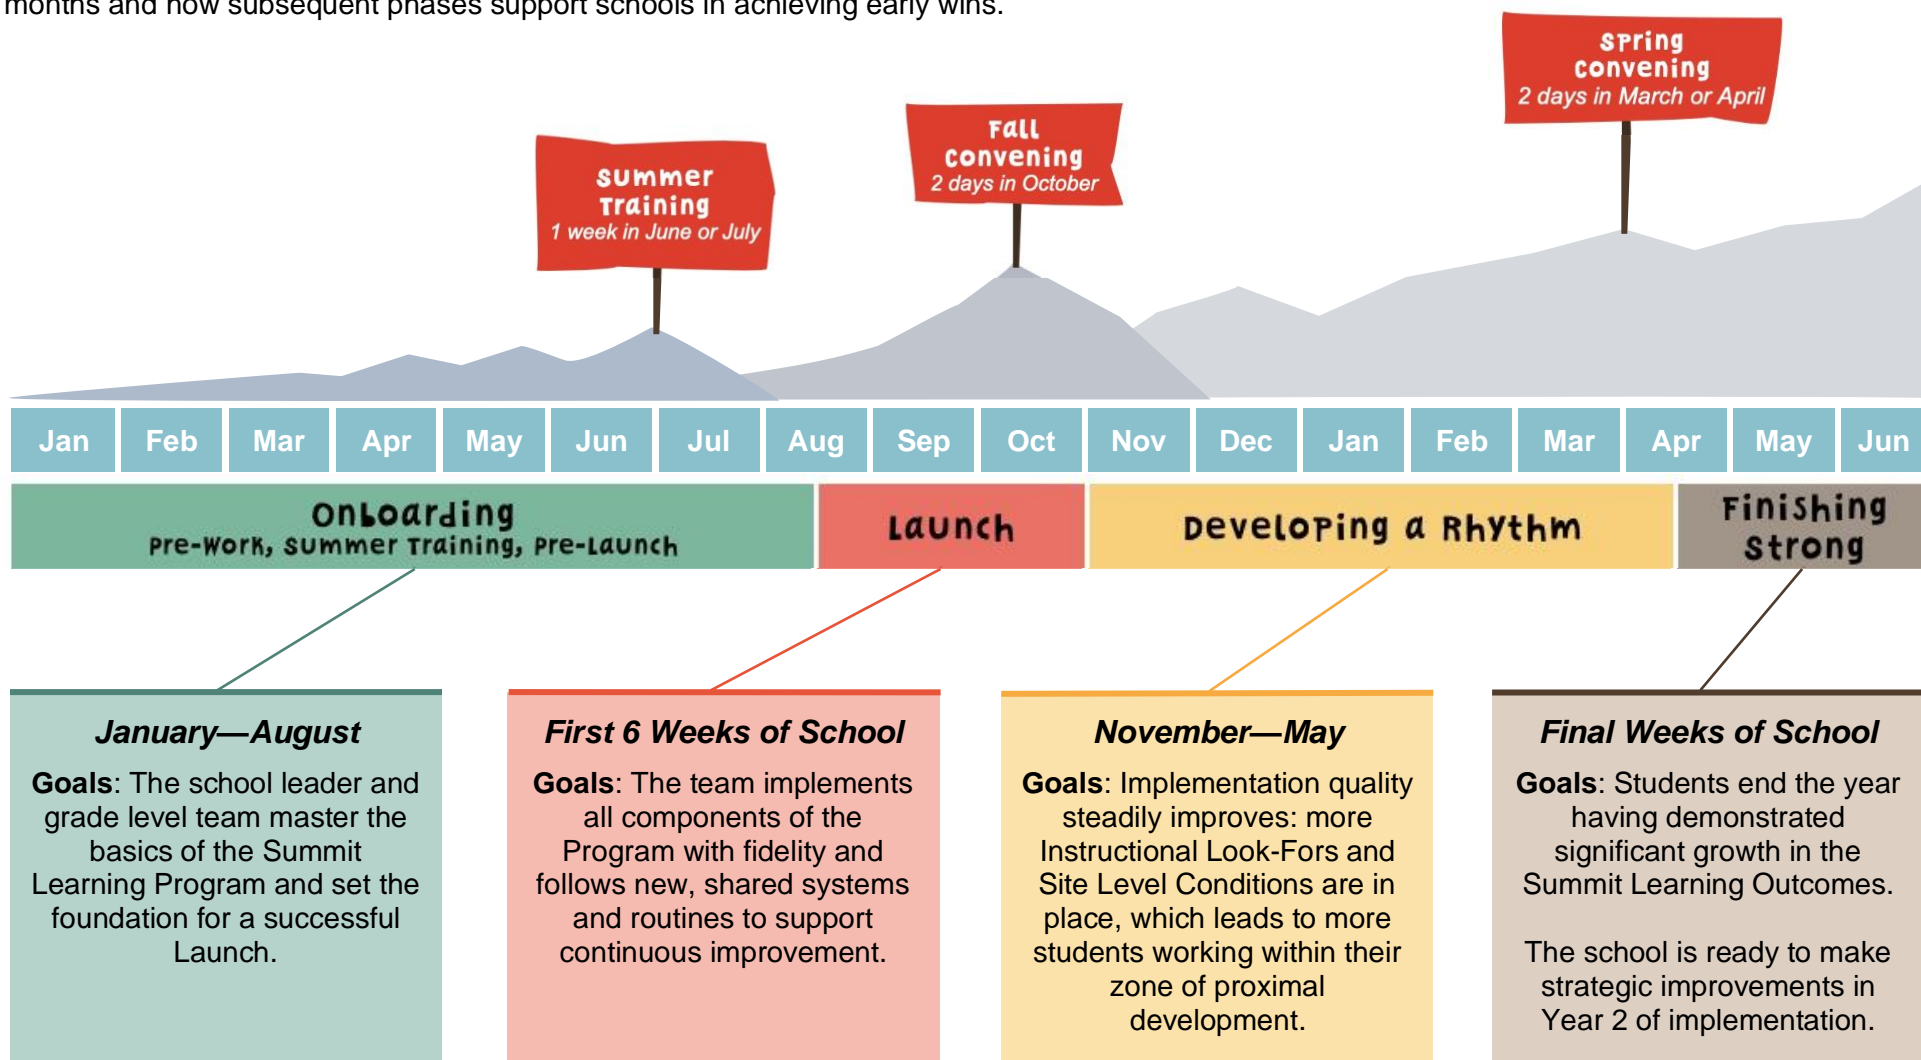 months and how subsequent phases support schools in achieving early wins.
spring
convening
2 days in March or April
Fall
convening
2 days in October
summer
Training
1 week in June or July
Jan Feb Mar Apr May Jun Jul Aug Sep Oct Nov Dec Jan Feb Mar Apr May Jun
Onboarding
Pre-Work, Summer Training, Pre-Launch
Launch
Developing a Rhythm
Finishing
Strong
January—August
Goals: The school leader and
grade level team master the
basics of the Summit
Learning Program and set the
foundation for a successful
Launch.
First 6 Weeks of School
Goals: The team implements
all components of the
Program with fidelity and
follows new, shared systems
and routines to support
continuous improvement.
November—May
Goals: Implementation quality
steadily improves: more
Instructional Look-Fors and
Site Level Conditions are in
place, which leads to more
students working within their
zone of proximal
development.
Final Weeks of School
Goals: Students end the year
having demonstrated
significant growth in the
Summit Learning Outcomes.
The school is ready to make
strategic improvements in
Year 2 of implementation.